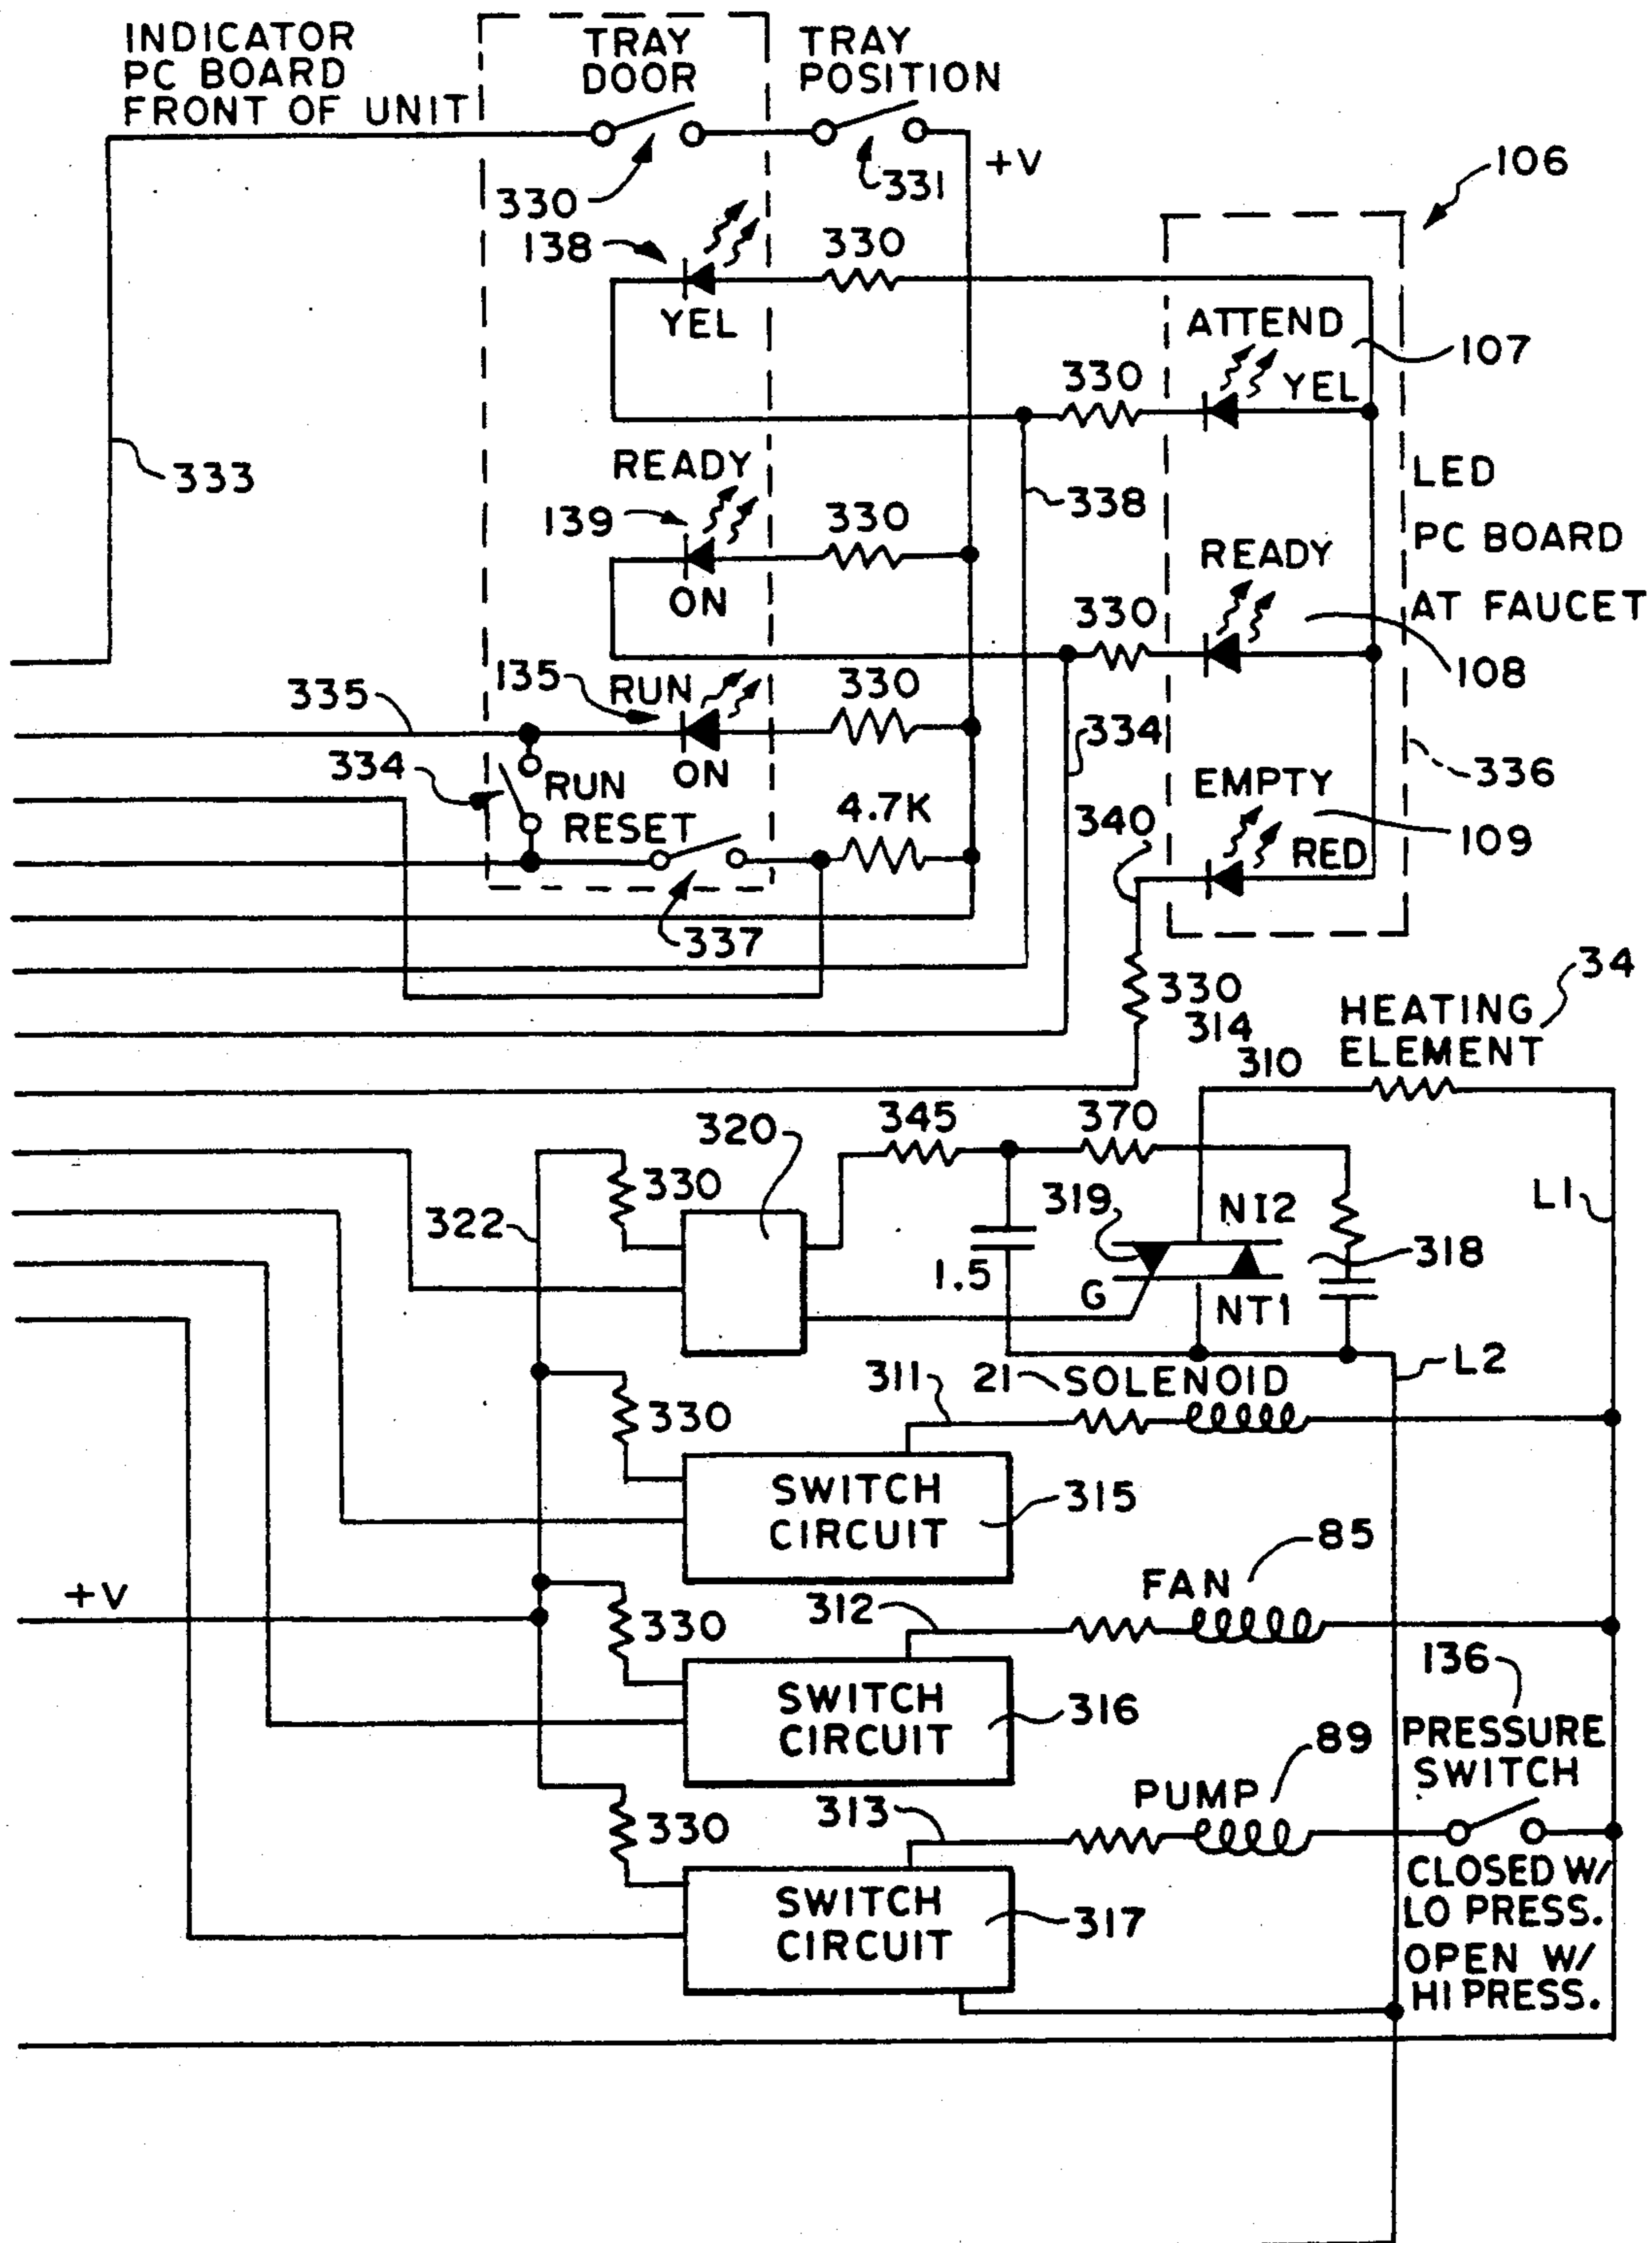 INDICATOR
PC BOARD
FRONT OF UNIT
TRAY
DOOR
TRAY
POSITION
+V
330
331
106
138
330
YEL
ATTEND
107
330
YEL
333
READY
338
LED
139
330
PC BOARD
READY
ON
AT FAUCET
330
108
335
135
RUN
330
334
334
ON
336
RUN
EMPTY
4.7K
RESET
340
109
RED
337
330
34
314
HEATING
ELEMENT
310
320
345
370
330
319
NI2
L1
322
318
1.5
G
NT1
311
21
SOLENOID
L2
330
SWITCH
CIRCUIT
315
85
FAN
+V
312
330
136
SWITCH
CIRCUIT
316
PRESSURE
SWITCH
89
PUMP
313
330
CLOSED W/
LO PRESS.
SWITCH
CIRCUIT
317
OPEN W/
HI PRESS.